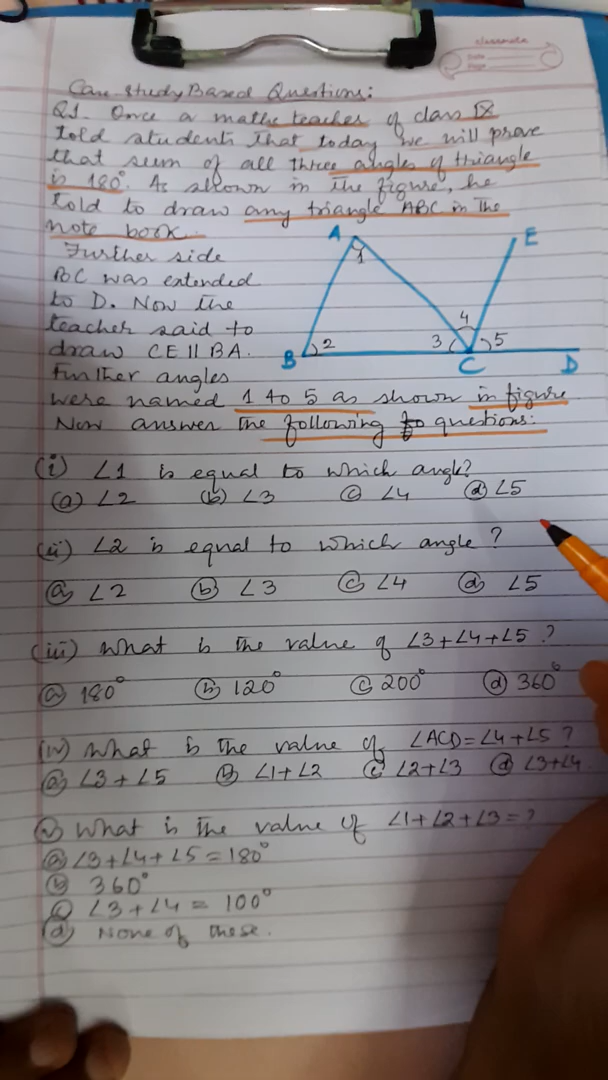 classmate
Date
Page
Case Study Based Questions:
Q1. Once a maths teacher of class IX
told students that today we will prove
that sum of all three angles of triangle
is 180°. As shown in the figure, he
told to draw any triangle ABC in the
note book.
Further side
BC was extended
to D. Now the
teacher said to
draw CE || BA.
Further angles
were named 1 to 5 as shown in figure
Now answer the following questions:
A
E
1
4
B
2
3
5
C
D
(i) ∠1 is equal to which angle?
(a) ∠2 (b) ∠3 (c) ∠4 (d) ∠5
(ii) ∠2 is equal to which angle?
(a) ∠2 (b) ∠3 (c) ∠4 (d) ∠5
(iii) What is the value of ∠3+∠4+∠5?
(a) 180° (b) 120° (c) 200° (d) 360°
(iv) What is the value of ∠ACD=∠4+∠5?
(a) ∠3+∠5 (b) ∠1+∠2 (c) ∠2+∠3 (d) ∠3+∠4
(v) What is the value of ∠1+∠2+∠3=?
(a) ∠3+∠4+∠5=180°
(b) 360°
(c) ∠3+∠4=100°
(d) None of these.